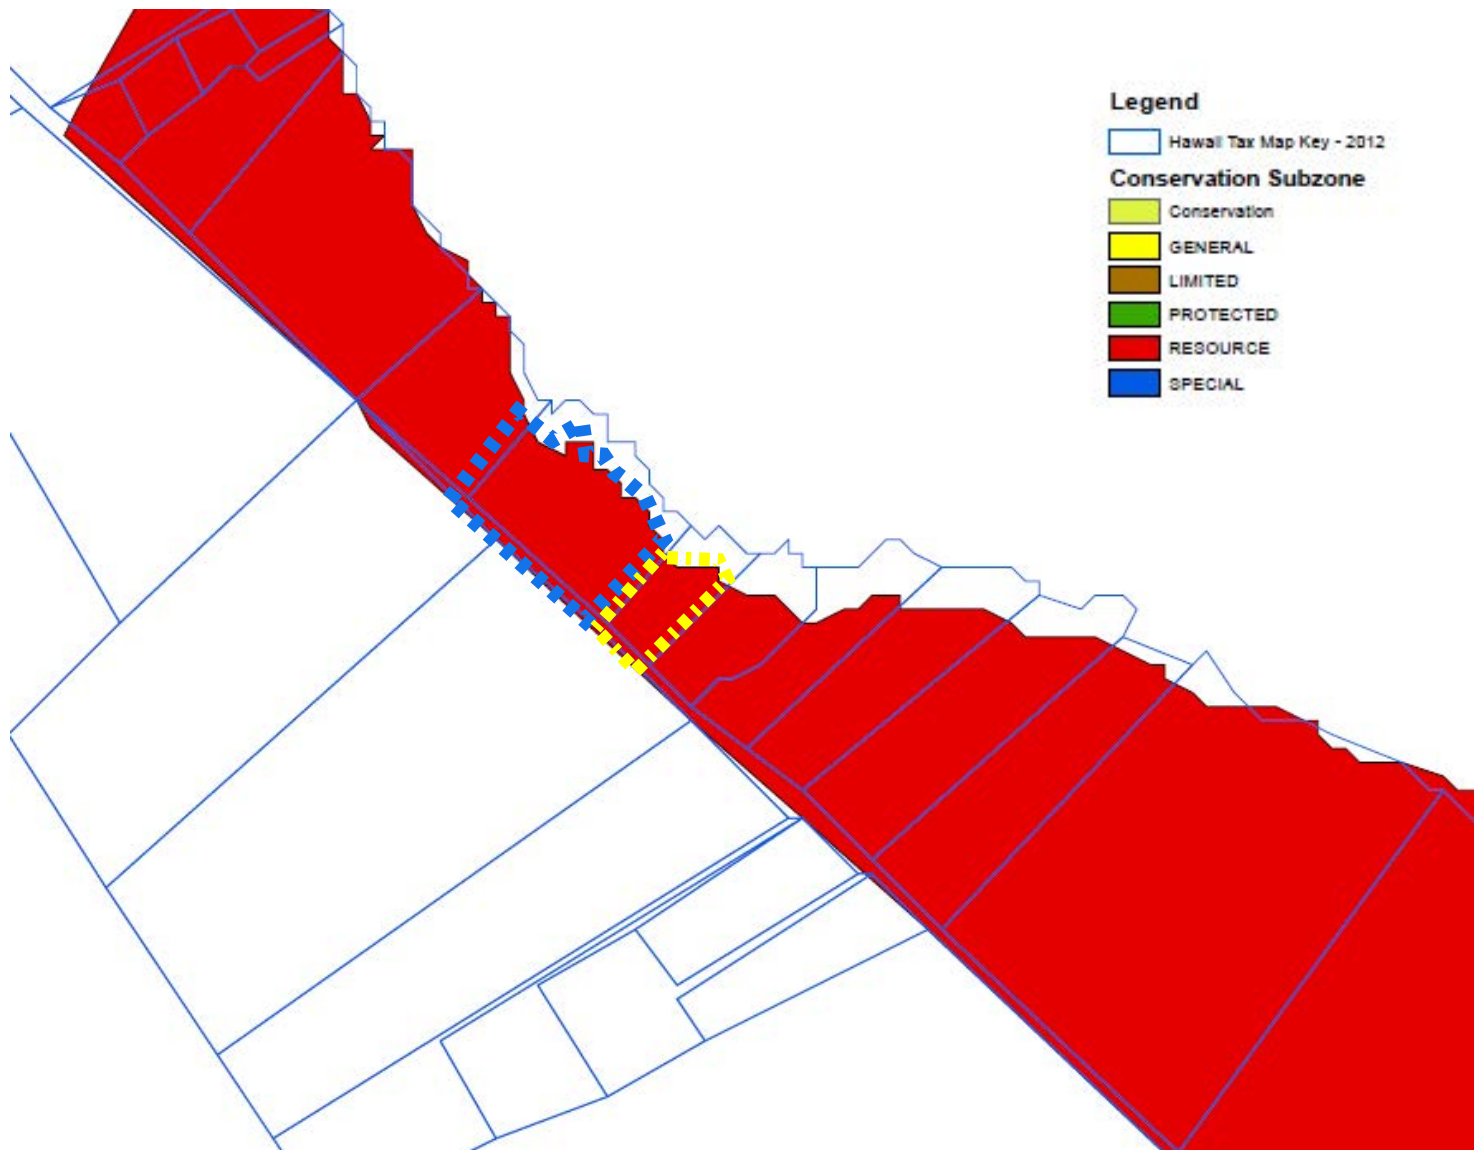 Legend
Hawaii Tax Map Key - 2012
Conservation Subzone
Conservation
GENERAL
LIMITED
PROTECTED
RESOURCE
SPECIAL